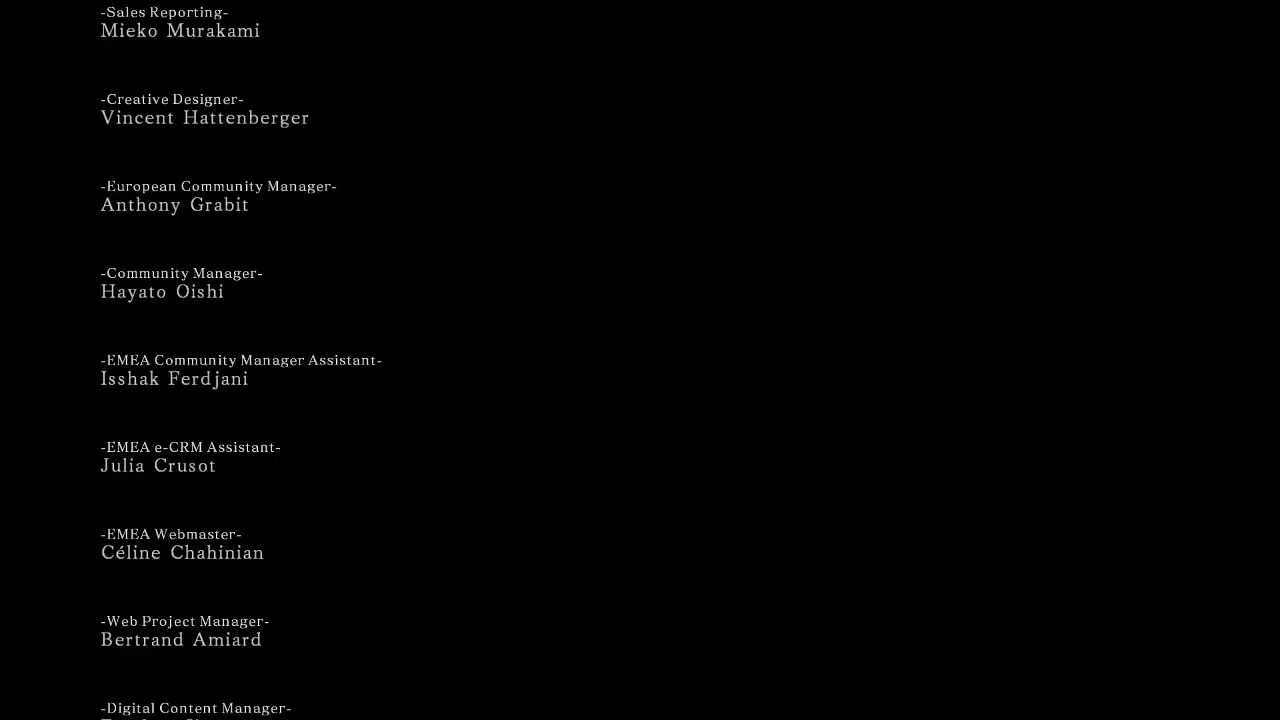 -Sales Reporting-
Mieko Murakami
-Creative Designer-
Vincent Hattenberger
-European Community Manager-
Anthony Grabit
-Community Manager-
Hayato Oishi
-EMEA Community Manager Assistant-
Isshak Ferdjani
-EMEA e-CRM Assistant-
Julia Crusot
-EMEA Webmaster-
Céline Chahinian
-Web Project Manager-
Bertrand Amiard
-Digital Content Manager-